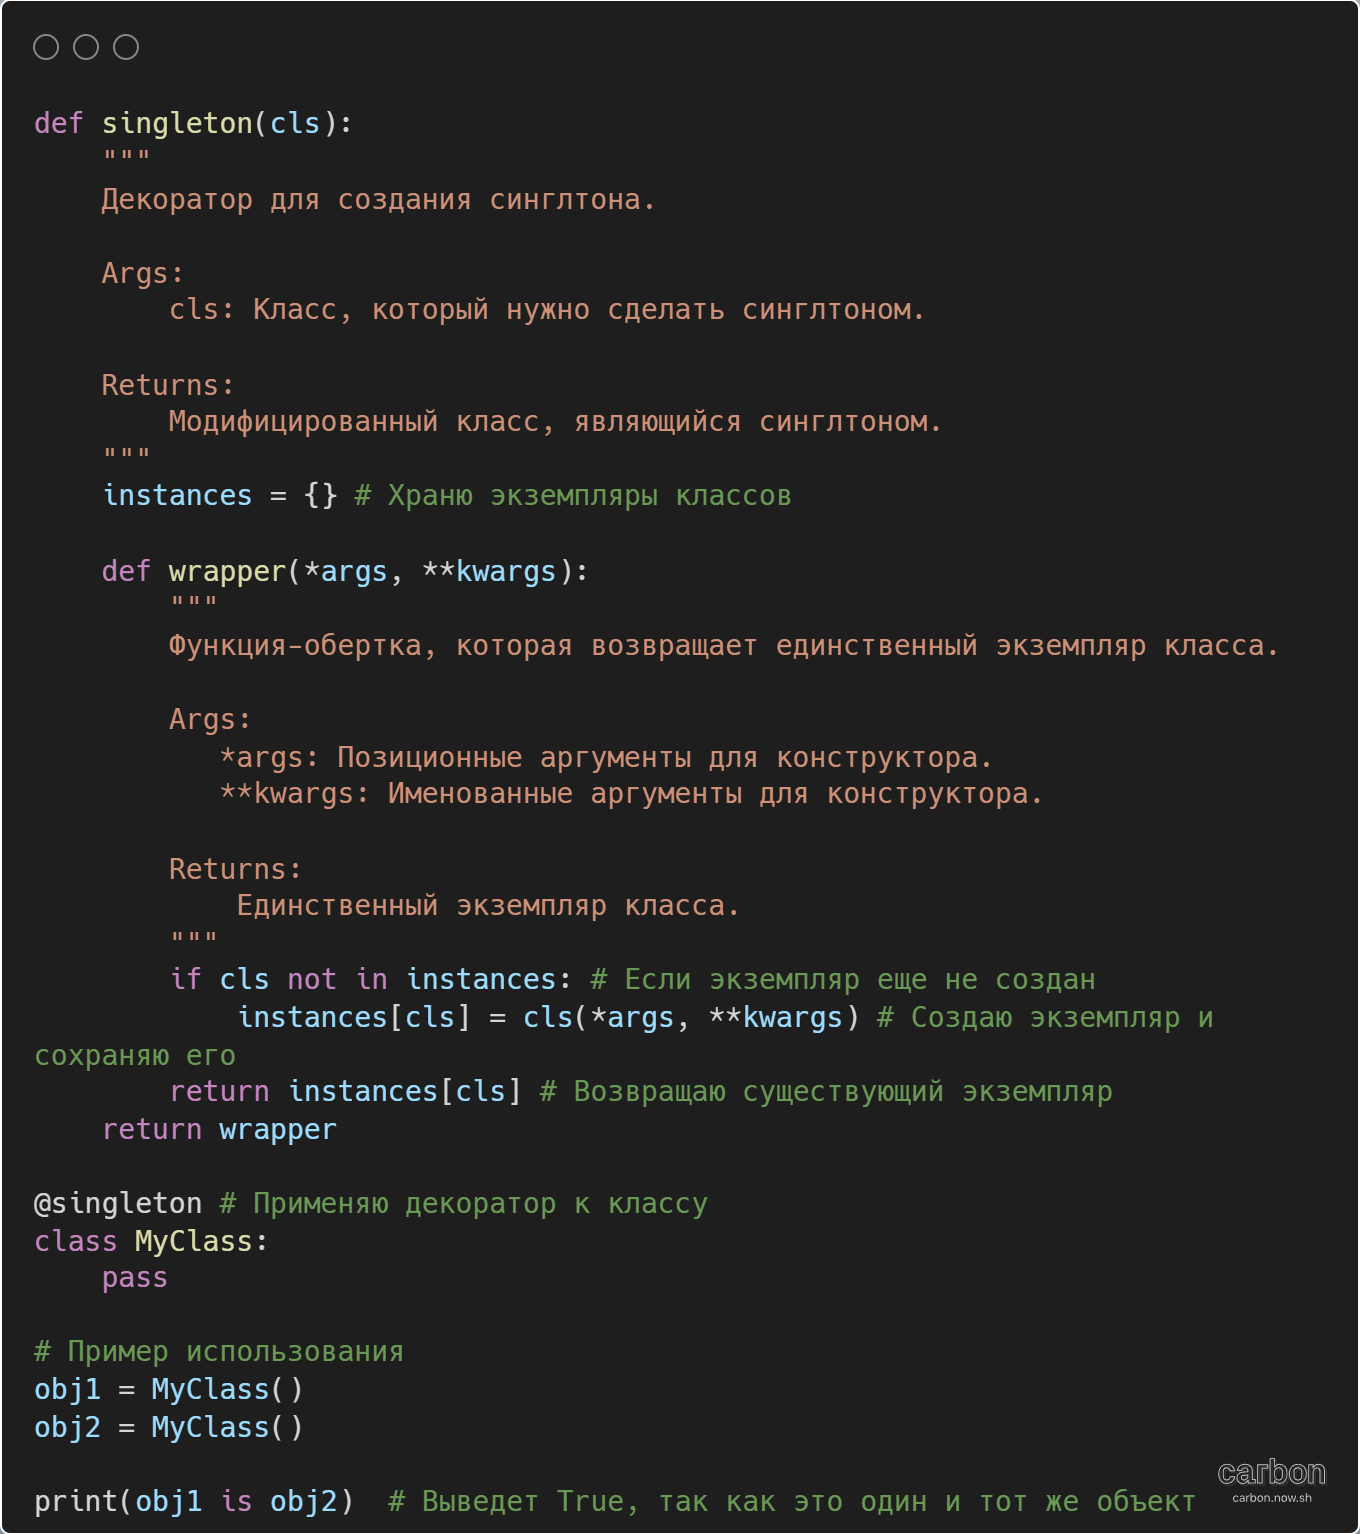 def singleton(cls):
    """
    Декоратор для создания синглтона.

    Args:
        cls: Класс, который нужно сделать синглтоном.

    Returns:
        Модифицированный класс, являющийся синглтоном.
    """
    instances = {} # Храню экземпляры классов

    def wrapper(*args, **kwargs):
        """
        Функция-обертка, которая возвращает единственный экземпляр класса.

        Args:
           *args: Позиционные аргументы для конструктора.
           **kwargs: Именованные аргументы для конструктора.

        Returns:
            Единственный экземпляр класса.
        """
        if cls not in instances: # Если экземпляр еще не создан
            instances[cls] = cls(*args, **kwargs) # Создаю экземпляр и
сохраняю его
        return instances[cls] # Возвращаю существующий экземпляр
    return wrapper

@singleton # Применяю декоратор к классу
class MyClass:
    pass

# Пример использования
obj1 = MyClass()
obj2 = MyClass()

print(obj1 is obj2)  # Выведет True, так как это один и тот же объект
carbon
carbon.now.sh